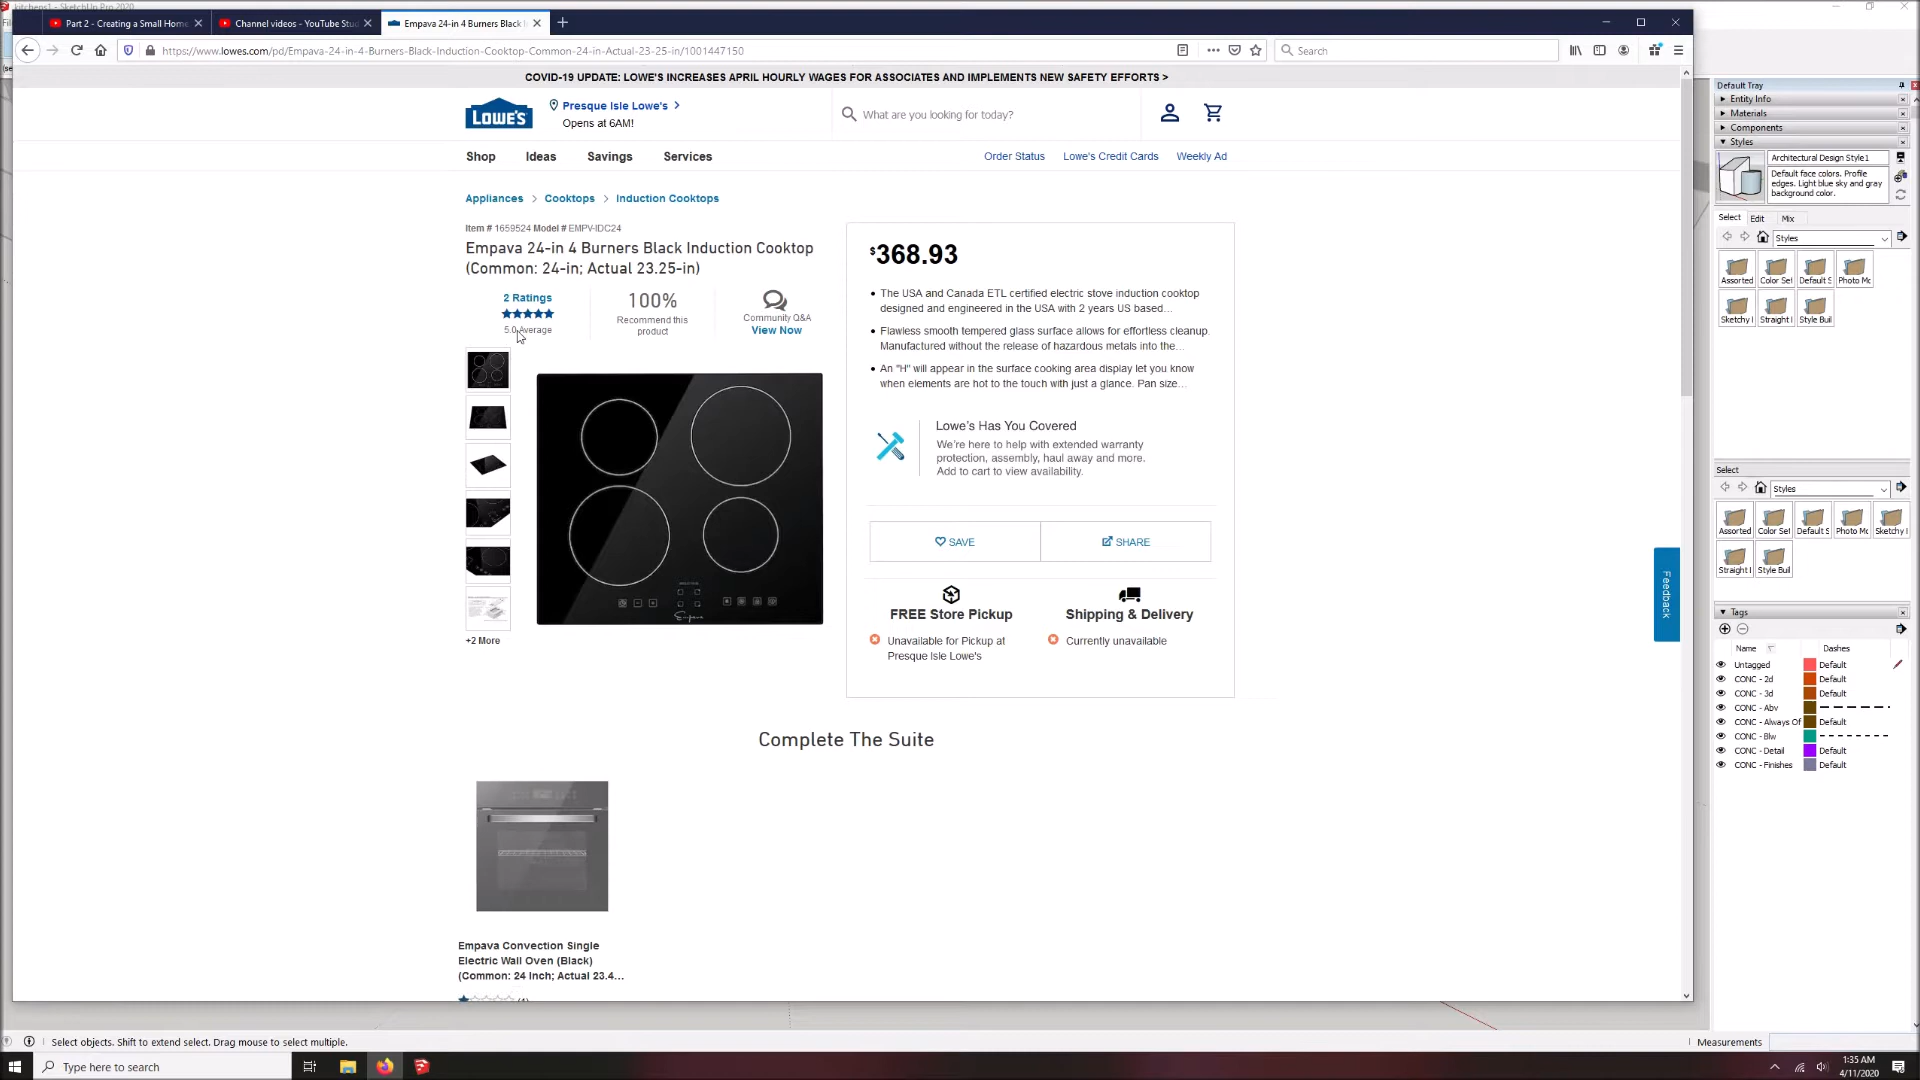 kitchens1 - SketchUp Pro 2020
Part 2 - Creating a Small Home
Channel videos - YouTube Stud
Empava 24-in 4 Burners Black I
https://www.lowes.com/pd/Empava-24-in-4-Burners-Black-Induction-Cooktop-Common-24-in-Actual-23-25-in/1001447150
Search
COVID-19 UPDATE: LOWE'S INCREASES APRIL HOURLY WAGES FOR ASSOCIATES AND IMPLEMENTS NEW SAFETY EFFORTS >
LOWE'S
Presque Isle Lowe's
Opens at 6AM!
What are you looking for today?
Shop Ideas Savings Services
Order Status Lowe's Credit Cards Weekly Ad
Appliances > Cooktops > Induction Cooktops
Item # 1659524 Model # EMPV-IDC24
Empava 24-in 4 Burners Black Induction Cooktop
(Common: 24-in; Actual 23.25-in)
2 Ratings
5.0 Average
100%
Recommend this
product
Community Q&A
View Now
+2 More
Empava
$368.93
• The USA and Canada ETL certified electric stove induction cooktop
designed and engineered in the USA with 2 years US based...
• Flawless smooth tempered glass surface allows for effortless cleanup.
Manufactured without the release of hazardous metals into the...
• An "H" will appear in the surface cooking area display let you know
when elements are hot to the touch with just a glance. Pan size...
Lowe's Has You Covered
We're here to help with extended warranty
protection, assembly, haul away and more.
Add to cart to view availability.
SAVE
SHARE
FREE Store Pickup
Unavailable for Pickup at
Presque Isle Lowe's
Shipping & Delivery
Currently unavailable
Feedback
Complete The Suite
Empava Convection Single
Electric Wall Oven (Black)
(Common: 24 Inch; Actual 23.4...
Default Tray
Entity Info
Materials
Components
Styles
Architectural Design Style1
Default face colors. Profile
edges. Light blue sky and gray
background color.
Select Edit Mix
Styles
Assorted Color Set Default S Photo Mc
Sketchy I Straight I Style Buil
Select
Styles
Assorted Color Set Default S Photo Mc Sketchy I
Straight I Style Buil
Tags
Name Dashes
Untagged Default
CONC - 2d Default
CONC - 3d Default
CONC - Abv
CONC - Always Of Default
CONC - Blw
CONC - Detail Default
CONC - Finishes Default
Select objects. Shift to extend select. Drag mouse to select multiple.
Measurements
Type here to search
1:35 AM
4/11/2020